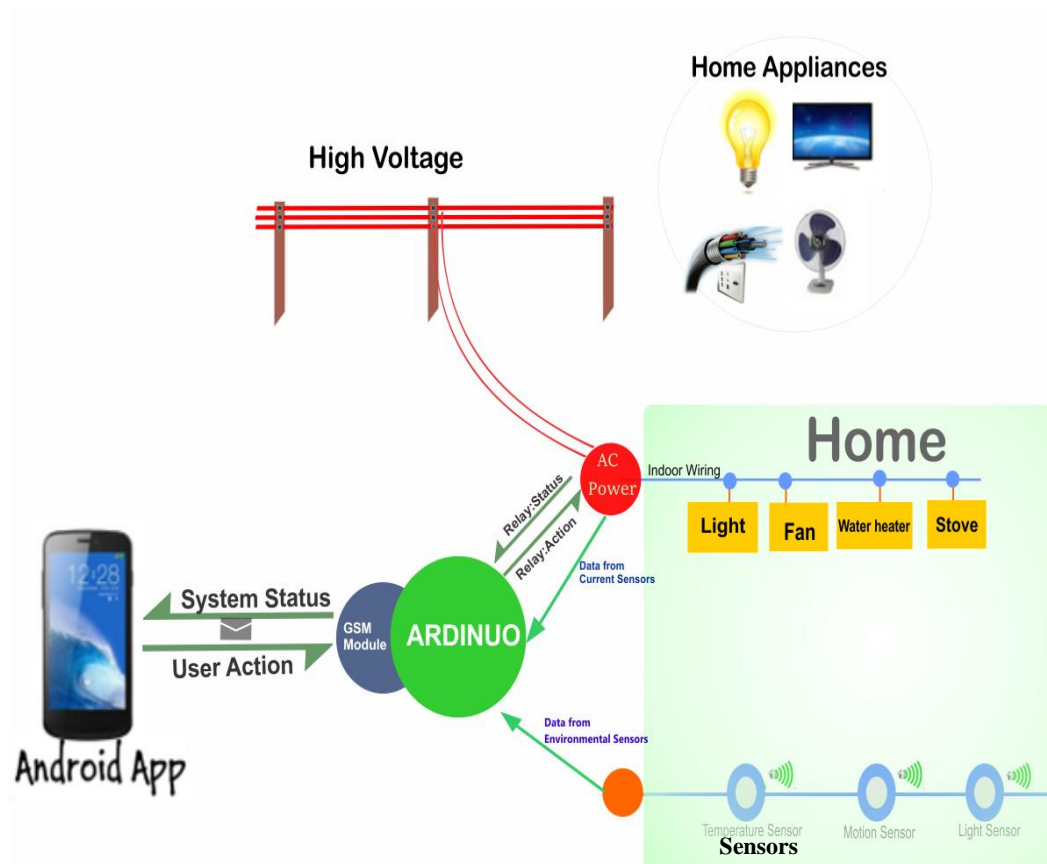 Home Appliances
High Voltage
Home
AC
Power
Indoor Wiring
Light
Fan
Water heater
Stove
Relay:Status
Relay:Action
Data from
Current Sensors
12:28
System Status
GSM
Module
ARDINUO
User Action
Data from
Environmental Sensors
Android App
Temperature Sensor
Motion Sensor
Light Sensor
Sensors